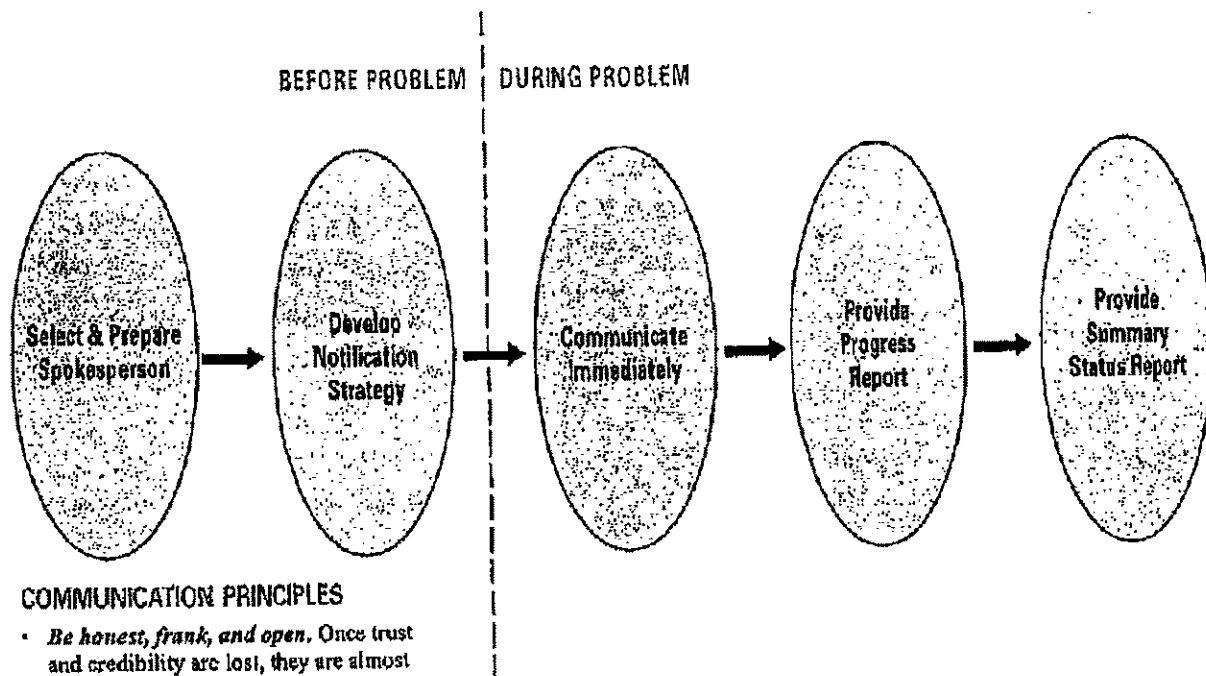 BEFORE PROBLEM
DURING PROBLEM
Select & Prepare
Spokesperson
Develop
Notification
Strategy
Communicate
Immediately
Provide
Progress
Report
Provide
Summary
Status Report
COMMUNICATION PRINCIPLES
• Be honest, frank, and open. Once trust
and credibility are lost, they are almost